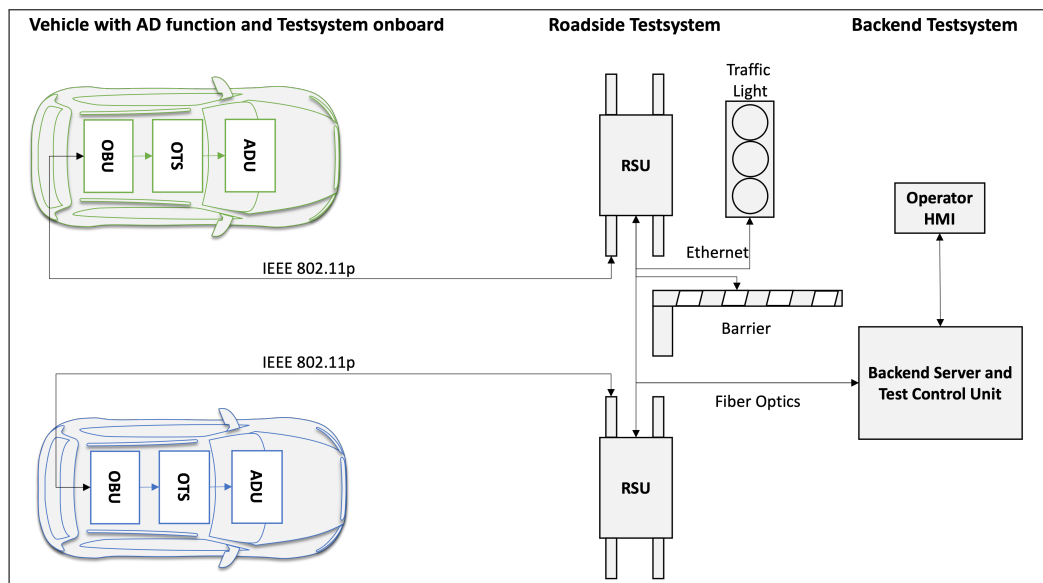 Vehicle with AD function and Testsystem onboard
Roadside Testsystem
Backend Testsystem
Traffic
Light
OBU
OTS
ADU
RSU
Operator
HMI
Ethernet
IEEE 802.11p
Barrier
IEEE 802.11p
Backend Server and
Test Control Unit
Fiber Optics
OBU
OTS
ADU
RSU